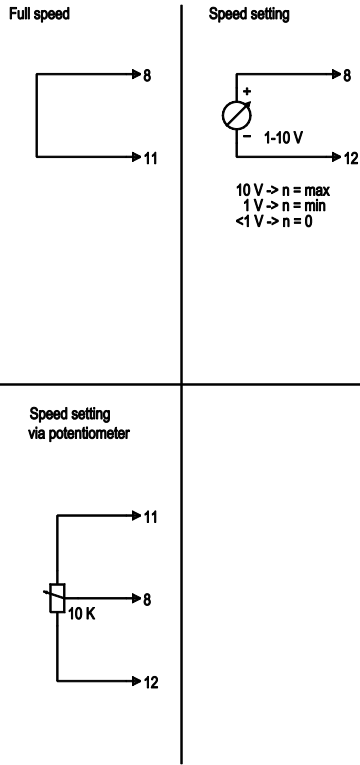 Full speed
8
11
Speed setting
8
+
–
1-10 V
12
10 V -> n = max
1 V -> n = min
<1 V -> n = 0
Speed setting
via potentiometer
11
8
10 K
12